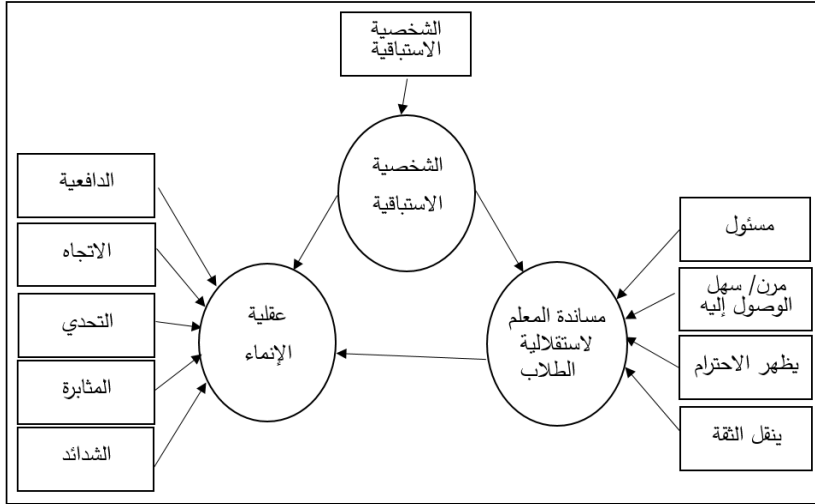 الشخصية
الاستباقية
الشخصية
الاستباقية
مسئول
مرن/ سهل
الوصول إليه
يظهر الاحترام
ينقل الثقة
مساندة المعلم
لاستقلالية
الطلاب
عقلية
الإنماء
الدافعية
الاتجاه
التحدي
المثابرة
الشدائد